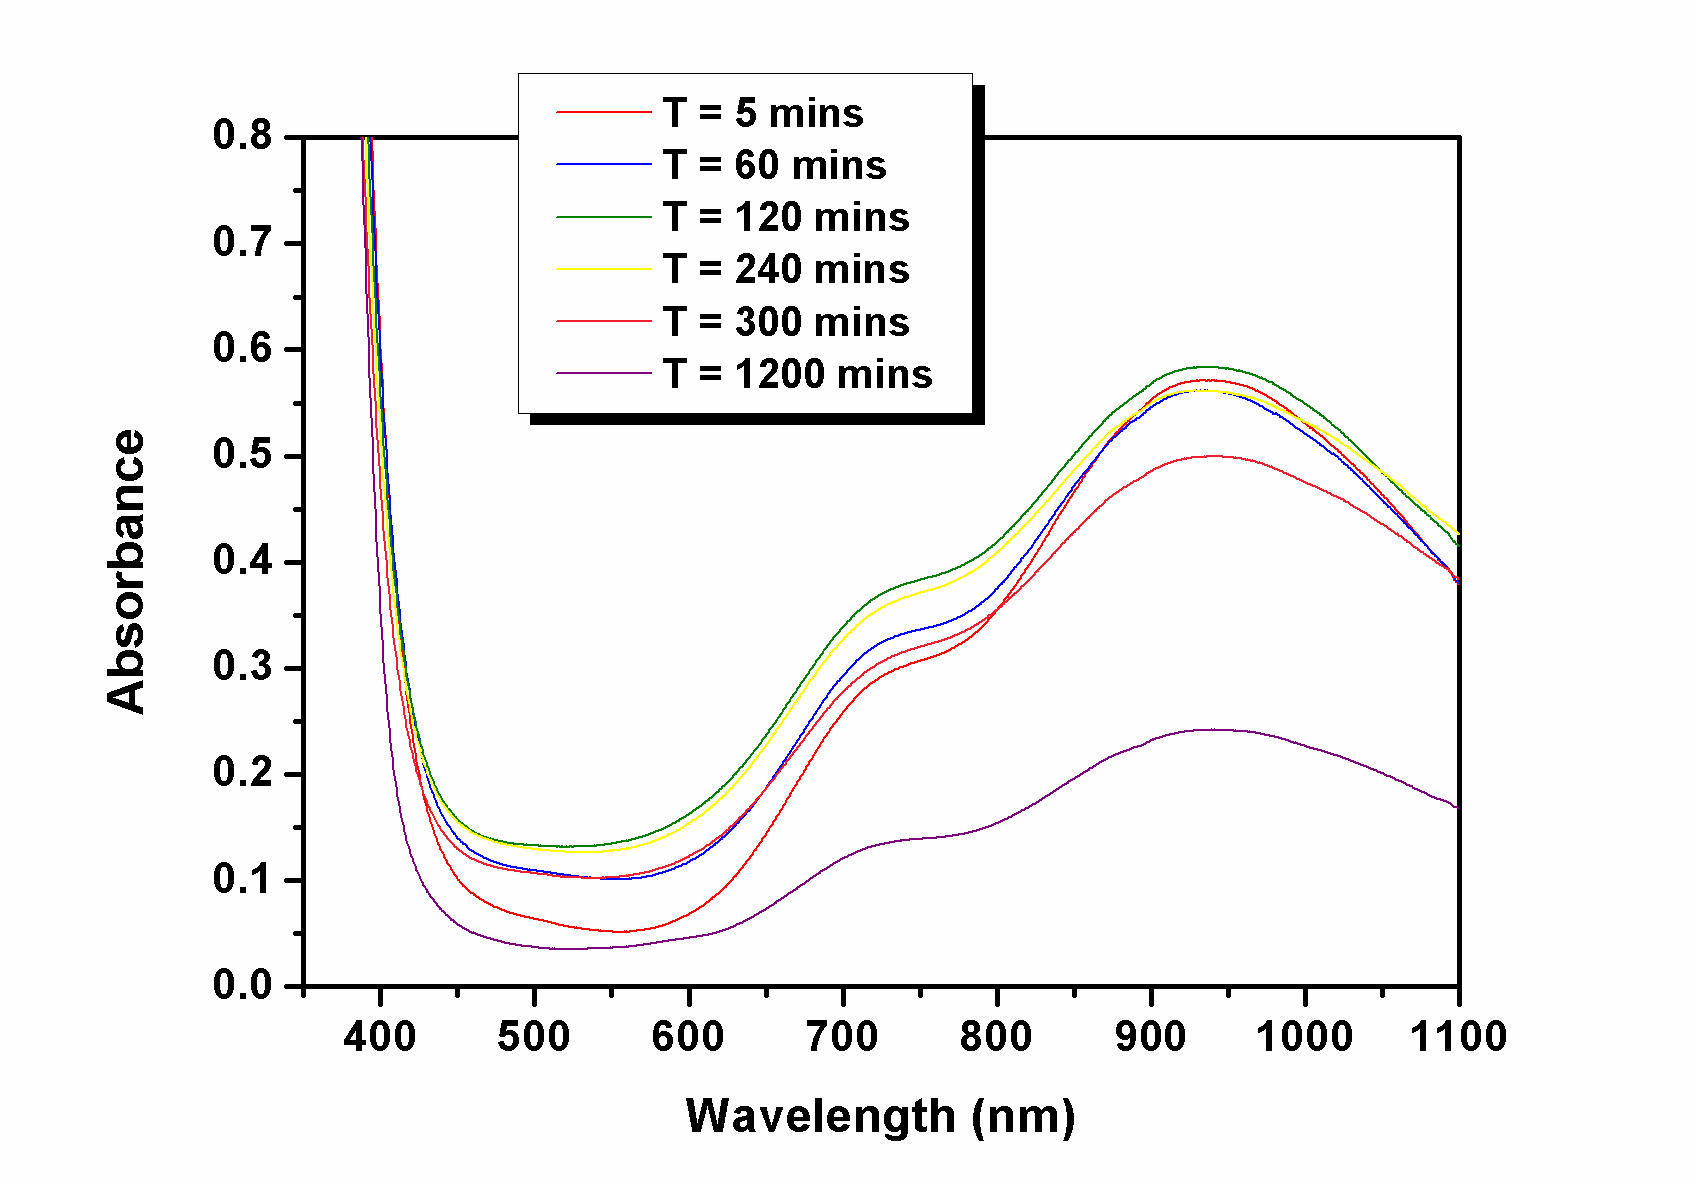 T = 5 mins
T = 60 mins
T = 120 mins
T = 240 mins
T = 300 mins
T = 1200 mins
0.8
0.7
0.6
0.5
0.4
0.3
0.2
0.1
0.0
Absorbance
400 500 600 700 800 900 1000 1100
Wavelength (nm)